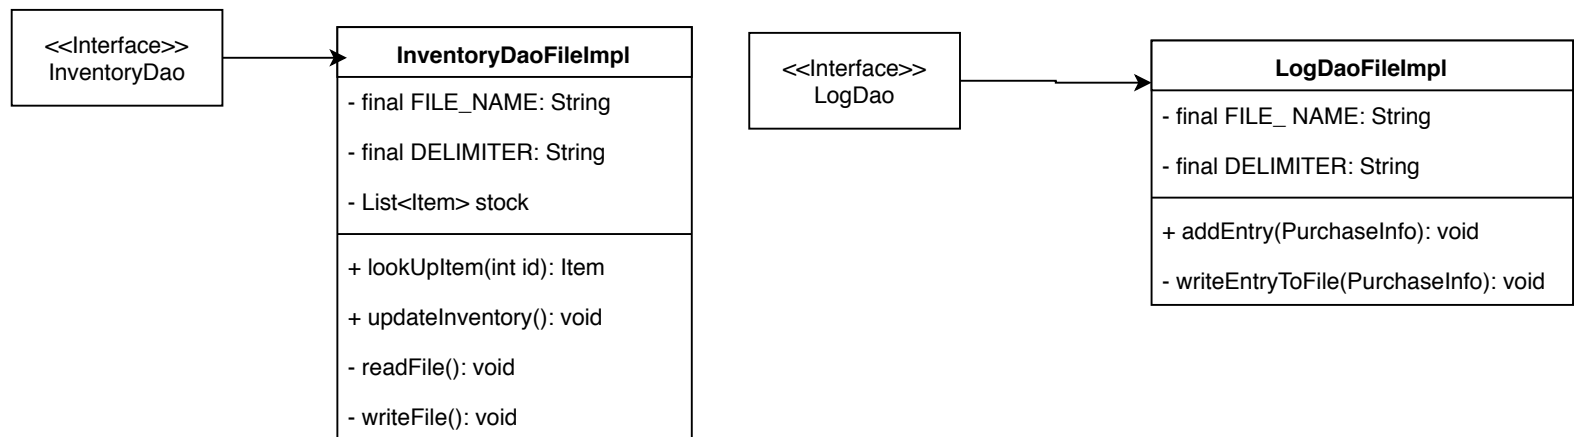 <<Interface>>
InventoryDao
InventoryDaoFileImpl
- final FILE_NAME: String
- final DELIMITER: String
- List<Item> stock
+ lookUpItem(int id): Item
+ updateInventory(): void
- readFile(): void
- writeFile(): void
<<Interface>>
LogDao
LogDaoFileImpl
- final FILE_ NAME: String
- final DELIMITER: String
+ addEntry(PurchaseInfo): void
- writeEntryToFile(PurchaseInfo): void